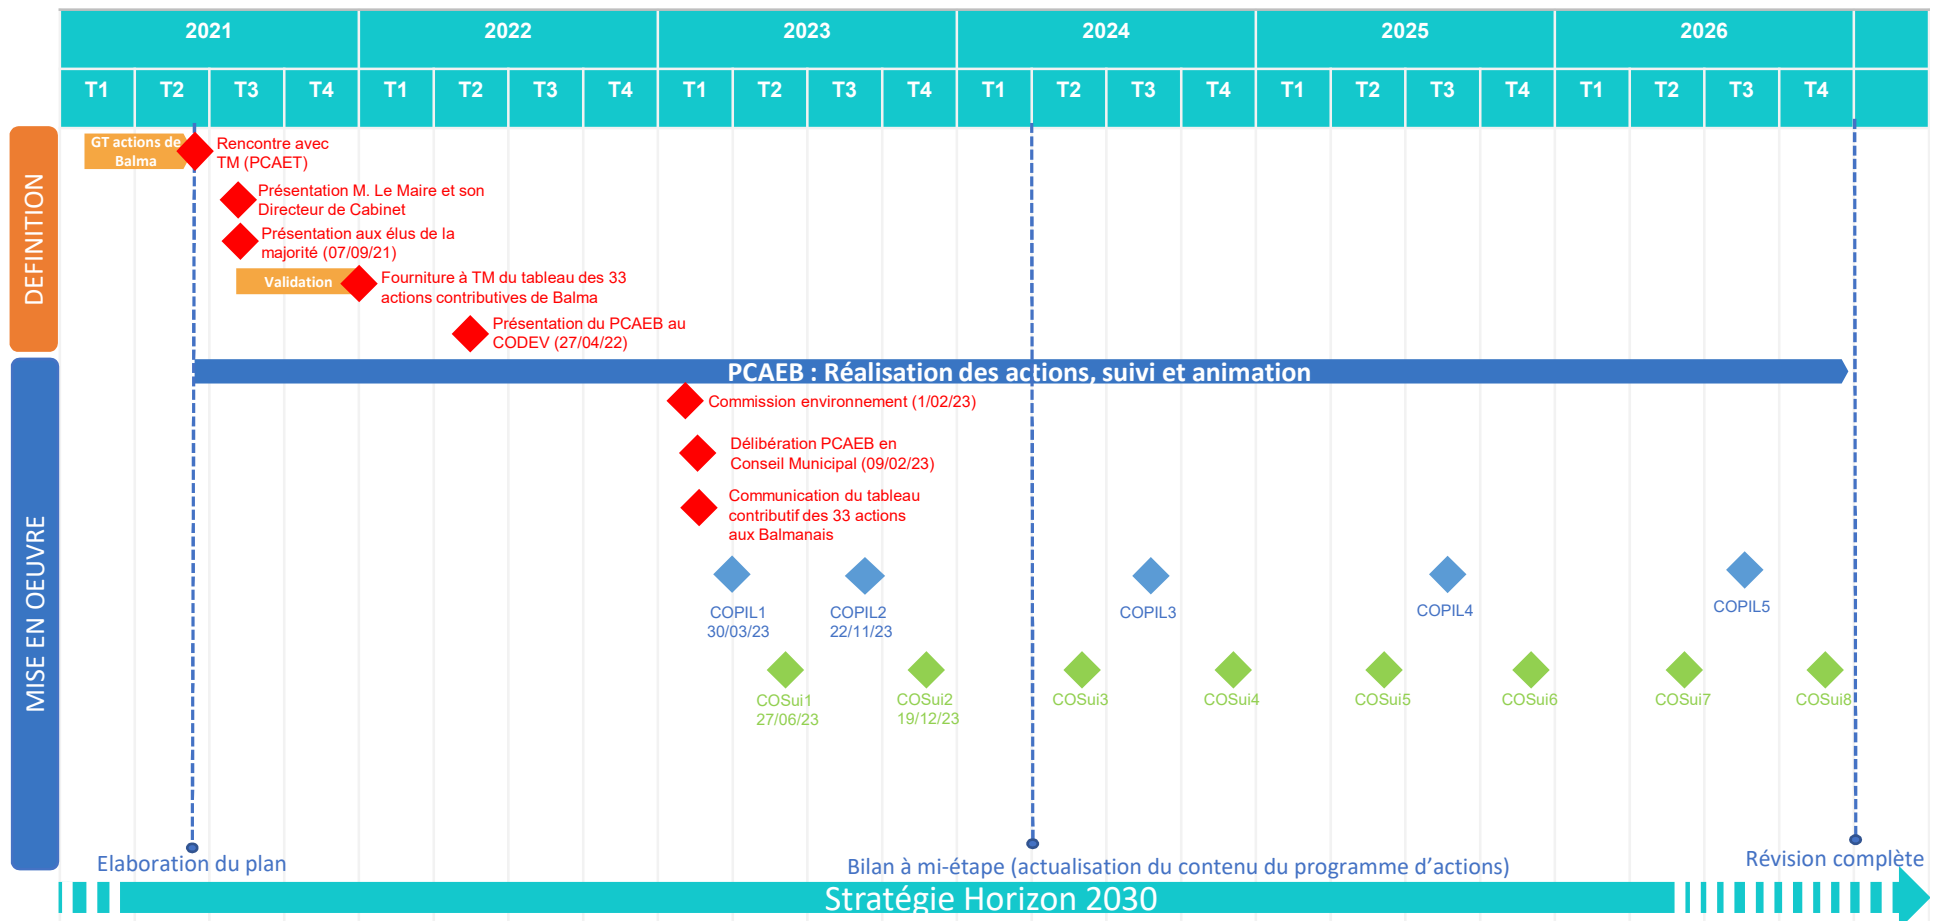 2021 2022 2023 2024 2025 2026
T1 T2 T3 T4 T1 T2 T3 T4 T1 T2 T3 T4 T1 T2 T3 T4 T1 T2 T3 T4 T1 T2 T3 T4
DEFINITION
GT actions de
Balma
Rencontre avec
TM (PCAET)
Présentation M. Le Maire et son
Directeur de Cabinet
Présentation aux élus de la
majorité (07/09/21)
Validation
Fourniture à TM du tableau des 33
actions contributives de Balma
Présentation du PCAEB au
CODEV (27/04/22)
MISE EN OEUVRE
PCAEB : Réalisation des actions, suivi et animation
Commission environnement (1/02/23)
Délibération PCAEB en
Conseil Municipal (09/02/23)
Communication du tableau
contributif des 33 actions
aux Balmanais
COPIL1
30/03/23
COPIL2
22/11/23
COPIL3
COPIL4
COPIL5
COSui1
27/06/23
COSui2
19/12/23
COSui3
COSui4
COSui5
COSui6
COSui7
COSui8
Elaboration du plan
Bilan à mi-étape (actualisation du contenu du programme d’actions)
Révision complète
Stratégie Horizon 2030